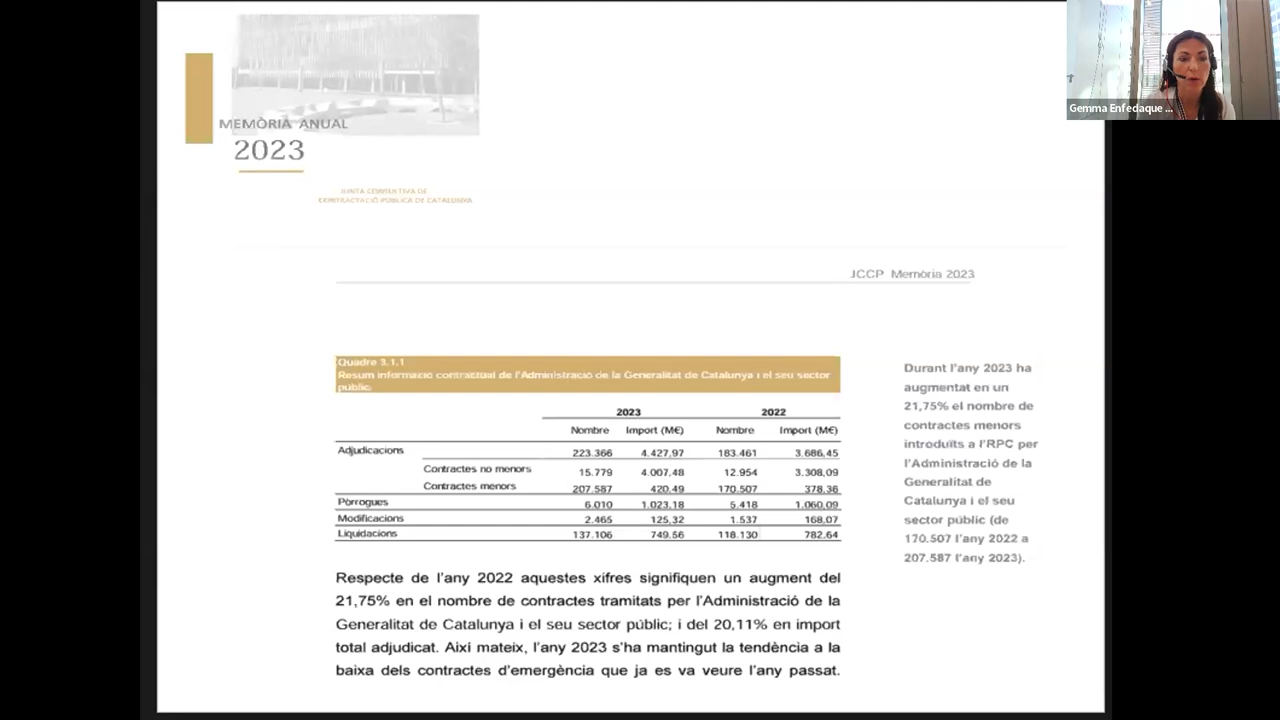 Gemma Enfedaque ...
MEMÒRIA ANUAL
2023
JUNTA CONSULTIVA DE
CONTRACTACIÓ PÚBLICA DE CATALUNYA
JCCP Memòria 2023
Quadre 3.1.1
Resum informació contractual de l'Administració de la Generalitat de Catalunya i el seu sector
públic.
2023 2022
Nombre Import (M€) Nombre Import (M€)
Adjudicacions 223.366 4.427,97 183.461 3.686,45
Contractes no menors 15.779 4.007,48 12.954 3.308,09
Contractes menors 207.587 420,49 170.507 378,36
Pròrrogues 6.010 1.023,18 5.418 1.060,09
Modificacions 2.465 125,32 1.537 168,07
Liquidacions 137.106 749,56 118.130 782,64
Durant l'any 2023 ha
augmentat en un
21,75% el nombre de
contractes menors
introduïts a l'RPC per
l'Administració de la
Generalitat de
Catalunya i el seu
sector públic (de
170.507 l'any 2022 a
207.587 l'any 2023).
Respecte de l'any 2022 aquestes xifres signifiquen un augment del
21,75% en el nombre de contractes tramitats per l'Administració de la
Generalitat de Catalunya i el seu sector públic; i del 20,11% en import
total adjudicat. Així mateix, l'any 2023 s'ha mantingut la tendència a la
baixa dels contractes d'emergència que ja es va veure l'any passat.